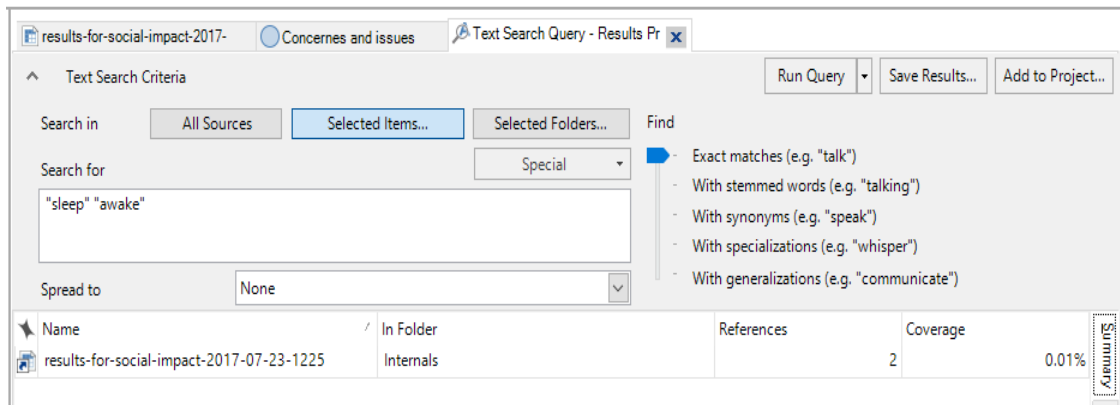 results-for-social-impact-2017- Concernes and issues Text Search Query - Results Pr x
Text Search Criteria Run Query Save Results... Add to Project...
Search in All Sources Selected Items... Selected Folders... Find
Exact matches (e.g. "talk")
Search for Special
With stemmed words (e.g. "talking")
"sleep" "awake"
With synonyms (e.g. "speak")
With specializations (e.g. "whisper")
With generalizations (e.g. "communicate")
Spread to None
Name In Folder References Coverage
results-for-social-impact-2017-07-23-1225 Internals 2 0.01%
Summary